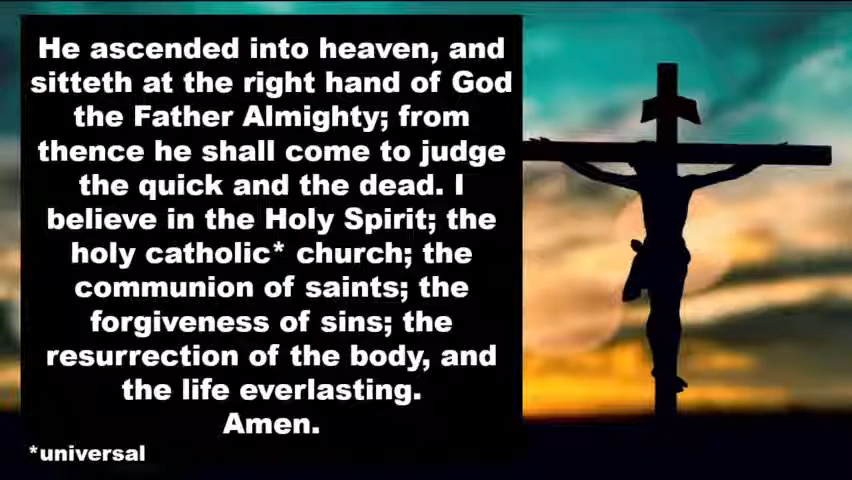 He ascended into heaven, and
sitteth at the right hand of God
the Father Almighty; from
thence he shall come to judge
the quick and the dead. I
believe in the Holy Spirit; the
holy catholic* church; the
communion of saints; the
forgiveness of sins; the
resurrection of the body, and
the life everlasting.
Amen.
*universal